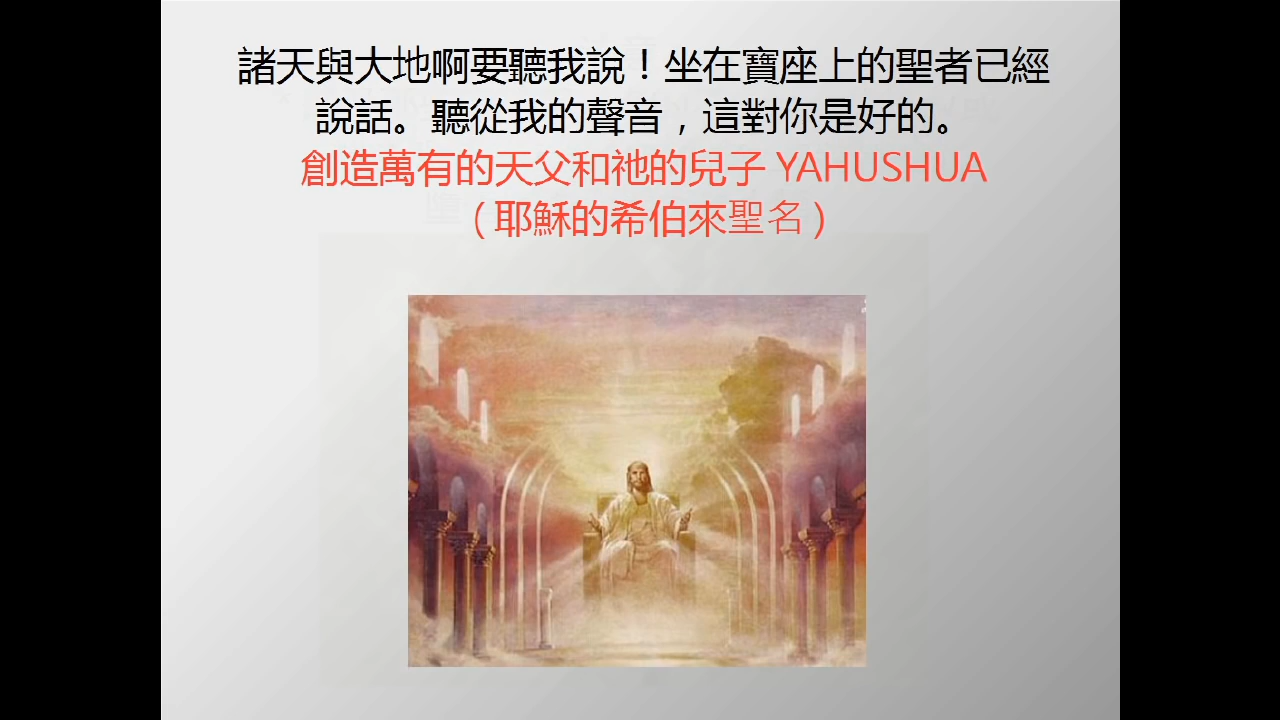 諸天與大地啊要聽我說！坐在寶座上的聖者已經
說話。聽從我的聲音，這對你是好的。
創造萬有的天父和祂的兒子 YAHUSHUA
（耶穌的希伯來聖名）